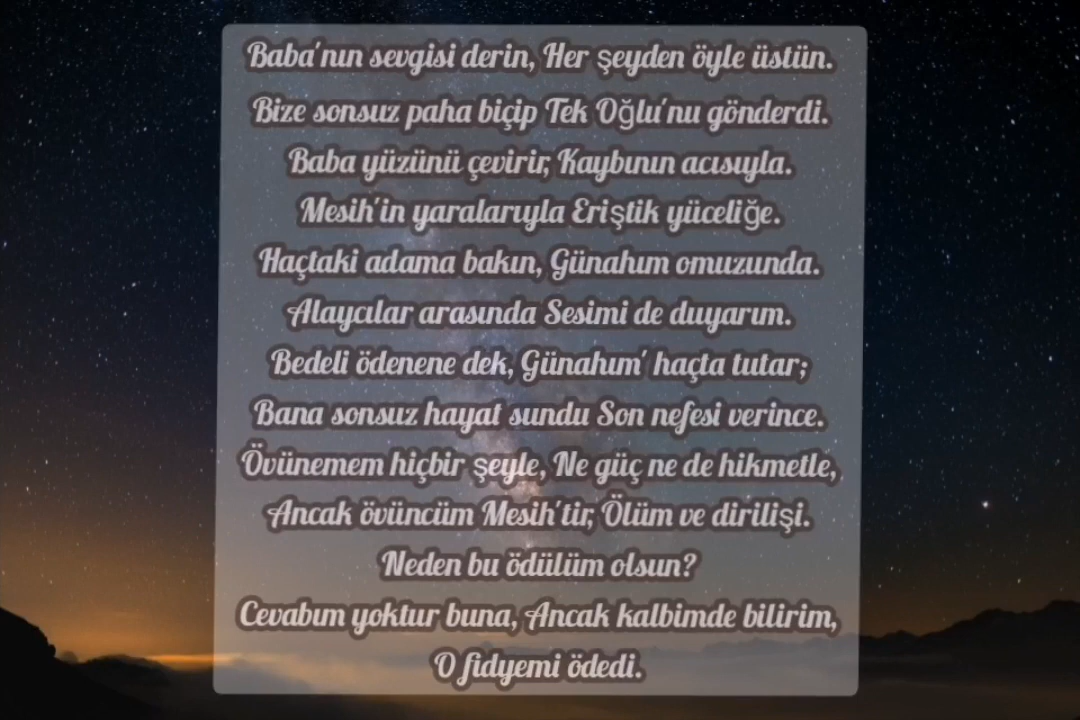 Baba'nın sevgisi derin, Her şeyden öyle üstün.
Bize sonsuz paha biçip Tek Oğlu'nu gönderdi.
Baba yüzünü çevirir, Kaybının acısıyla.
Mesih'in yaralarıyla Eriştik yüceliğe.
Haçtaki adama bakın, Günahım omuzunda.
Alaycılar arasında Sesimi de duyarım.
Bedeli ödenene dek, Günahım' haçta tutar;
Bana sonsuz hayat sundu Son nefesi verince.
Övünemem hiçbir şeyle, Ne güç ne de hikmetle,
Ancak övüncüm Mesih'tir, Ölüm ve dirilişi.
Neden bu ödülüm olsun?
Cevabım yoktur buna, Ancak kalbimde bilirim,
O fidyemi ödedi.